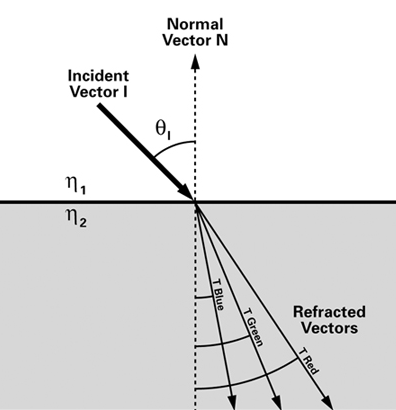 Normal
Vector N
Incident
Vector I
θI
η1
η2
T Blue
T Green
T Red
Refracted
Vectors